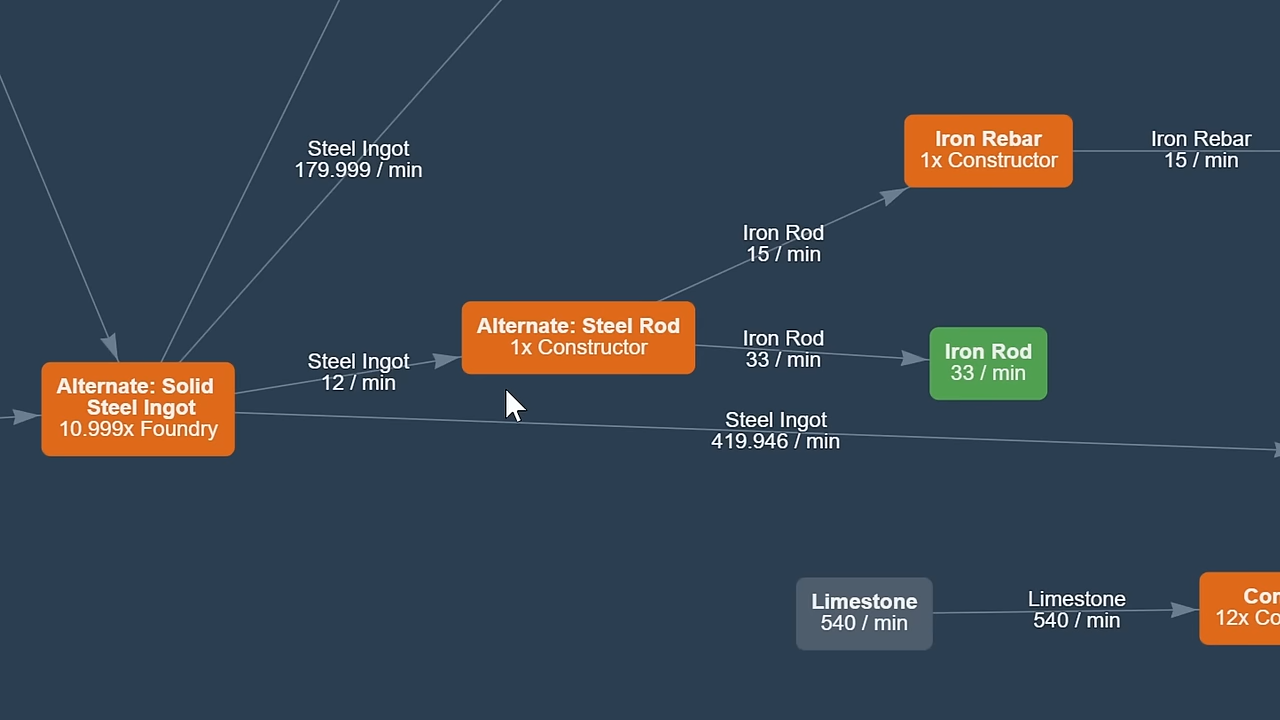 Steel Ingot
179.999 / min
Iron Rebar
1x Constructor
Iron Rebar
15 / min
Iron Rod
15 / min
Alternate: Steel Rod
1x Constructor
Iron Rod
33 / min
Iron Rod
33 / min
Steel Ingot
12 / min
Alternate: Solid
Steel Ingot
10.999x Foundry
Steel Ingot
419.946 / min
Limestone
540 / min
Limestone
540 / min
12x